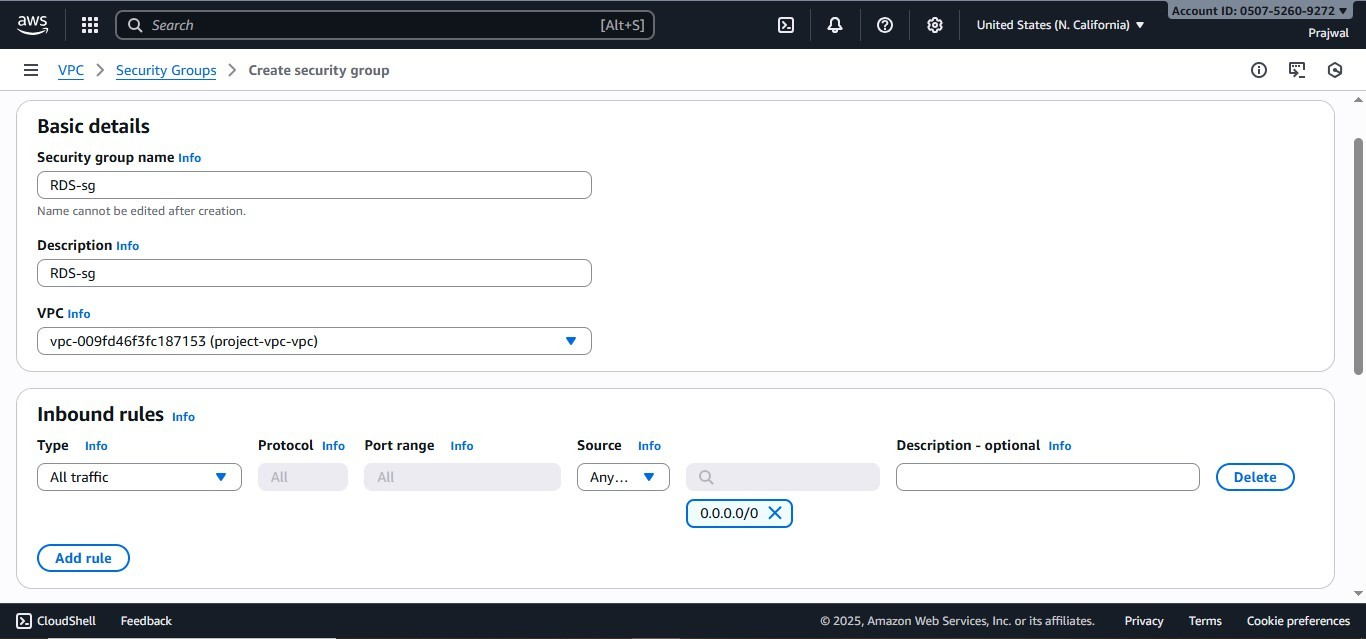 aws Search [Alt+S] United States (N. California) Account ID: 0507-5260-9272
Prajwal
VPC Security Groups Create security group
Basic details
Security group name Info
RDS-sg
Name cannot be edited after creation.
Description Info
RDS-sg
VPC Info
vpc-009fd46f3fc187153 (project-vpc-vpc)
Inbound rules Info
Type Info Protocol Info Port range Info Source Info Description - optional Info
All traffic All All Any... Delete
0.0.0.0/0
Add rule
CloudShell Feedback © 2025, Amazon Web Services, Inc. or its affiliates. Privacy Terms Cookie preferences